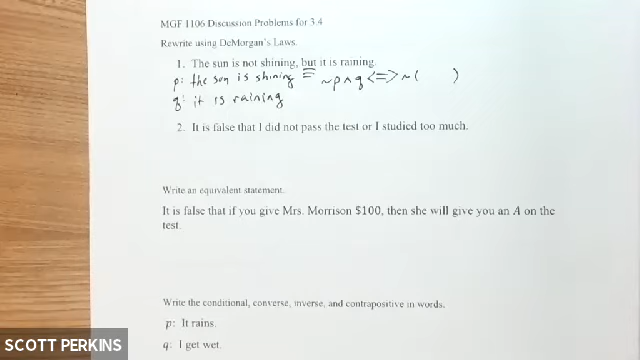 MGF 1106 Discussion Problems for 3.4
Rewrite using DeMorgan's Laws.
1. The sun is not shining, but it is raining.
p: the sun is shining ≡ ~p∧q <=> ~(      )
q: it is raining
2. It is false that I did not pass the test or I studied too much.
Write an equivalent statement.
It is false that if you give Mrs. Morrison $100, then she will give you an A on the
test.
Write the conditional, converse, inverse, and contrapositive in words.
p: It rains.
q: I get wet.
SCOTT PERKINS